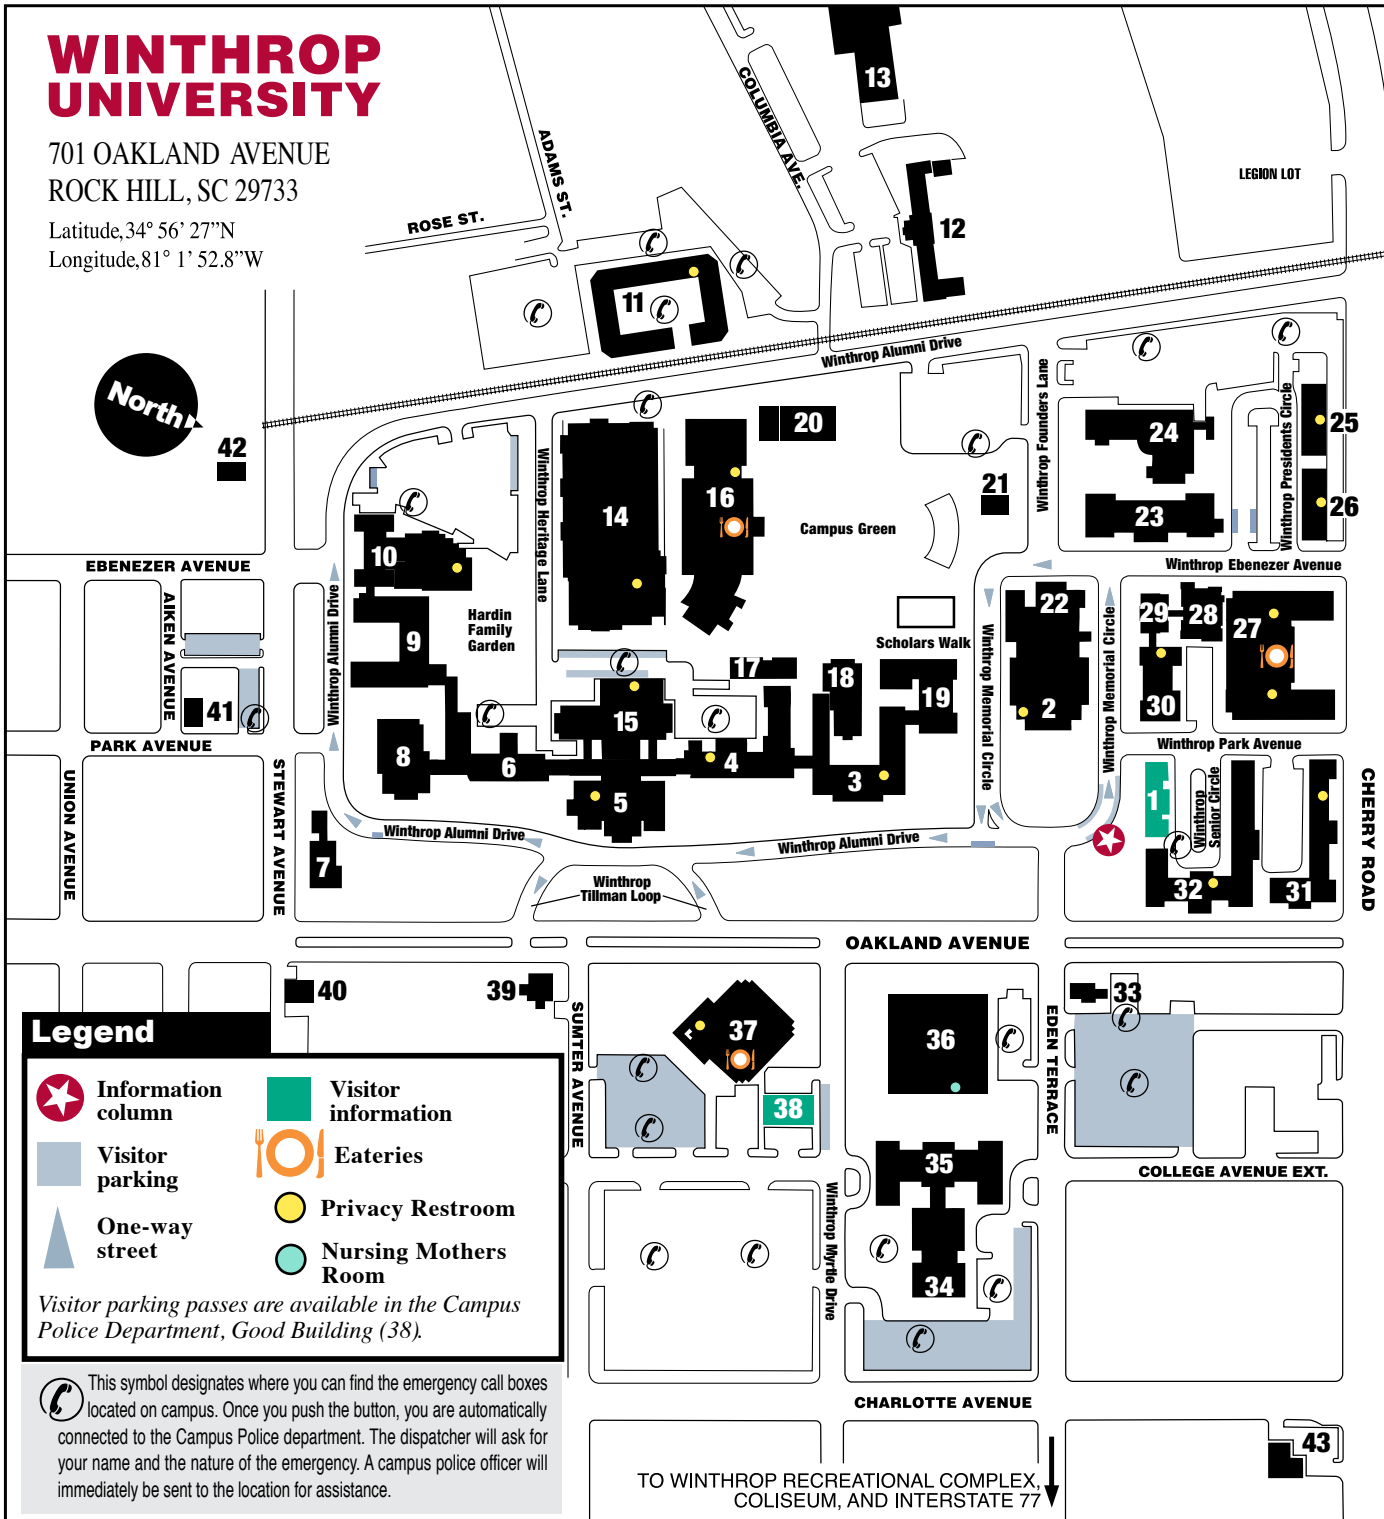 WINTHROP
UNIVERSITY
701 OAKLAND AVENUE
ROCK HILL, SC 29733
Latitude,34° 56’ 27”N
Longitude,81° 1’ 52.8”W
ROSE ST.
ADAMS ST.
COLUMBIA AVE.
13
12
LEGION LOT
11
North
42
Winthrop Alumni Drive
20
Winthrop Founders Lane
24
Winthrop Presidents Circle
25
26
Winthrop Heritage Lane
14
16
21
23
Campus Green
10
EBENEZER AVENUE
Winthrop Ebenezer Avenue
AIKEN AVENUE
Winthrop Alumni Drive
9
Hardin
Family
Garden
22
29
28
27
Scholars Walk
Winthrop Memorial Circle
Winthrop Memorial Circle
17
18
19
41
15
2
30
PARK AVENUE
Winthrop Park Avenue
UNION AVENUE
STEWART AVENUE
8
6
4
3
5
1
Winthrop
Senior Circle
CHERRY ROAD
7
Winthrop Alumni Drive
Winthrop Alumni Drive
Winthrop
Tillman Loop
32
31
OAKLAND AVENUE
40
39
SUMTER AVENUE
37
36
EDEN TERRACE
33
38
35
COLLEGE AVENUE EXT.
Winthrop Myrtle Drive
34
CHARLOTTE AVENUE
43
TO WINTHROP RECREATIONAL COMPLEX,
COLISEUM, AND INTERSTATE 77
Legend
Information
column
Visitor
information
Visitor
parking
Eateries
Privacy Restroom
One-way
street
Nursing Mothers
Room
Visitor parking passes are available in the Campus
Police Department, Good Building (38).
This symbol designates where you can find the emergency call boxes
located on campus. Once you push the button, you are automatically
connected to the Campus Police department. The dispatcher will ask for
your name and the nature of the emergency. A campus police officer will
immediately be sent to the location for assistance.